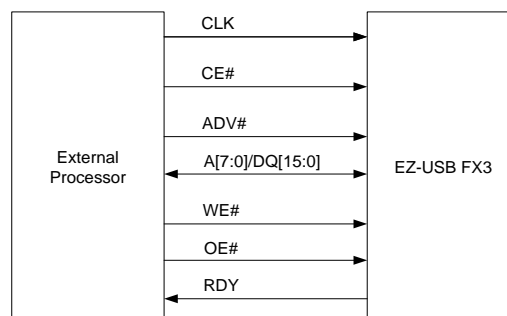 CLK
CE#
ADV#
A[7:0]/DQ[15:0]
External
Processor
EZ-USB FX3
WE#
OE#
RDY